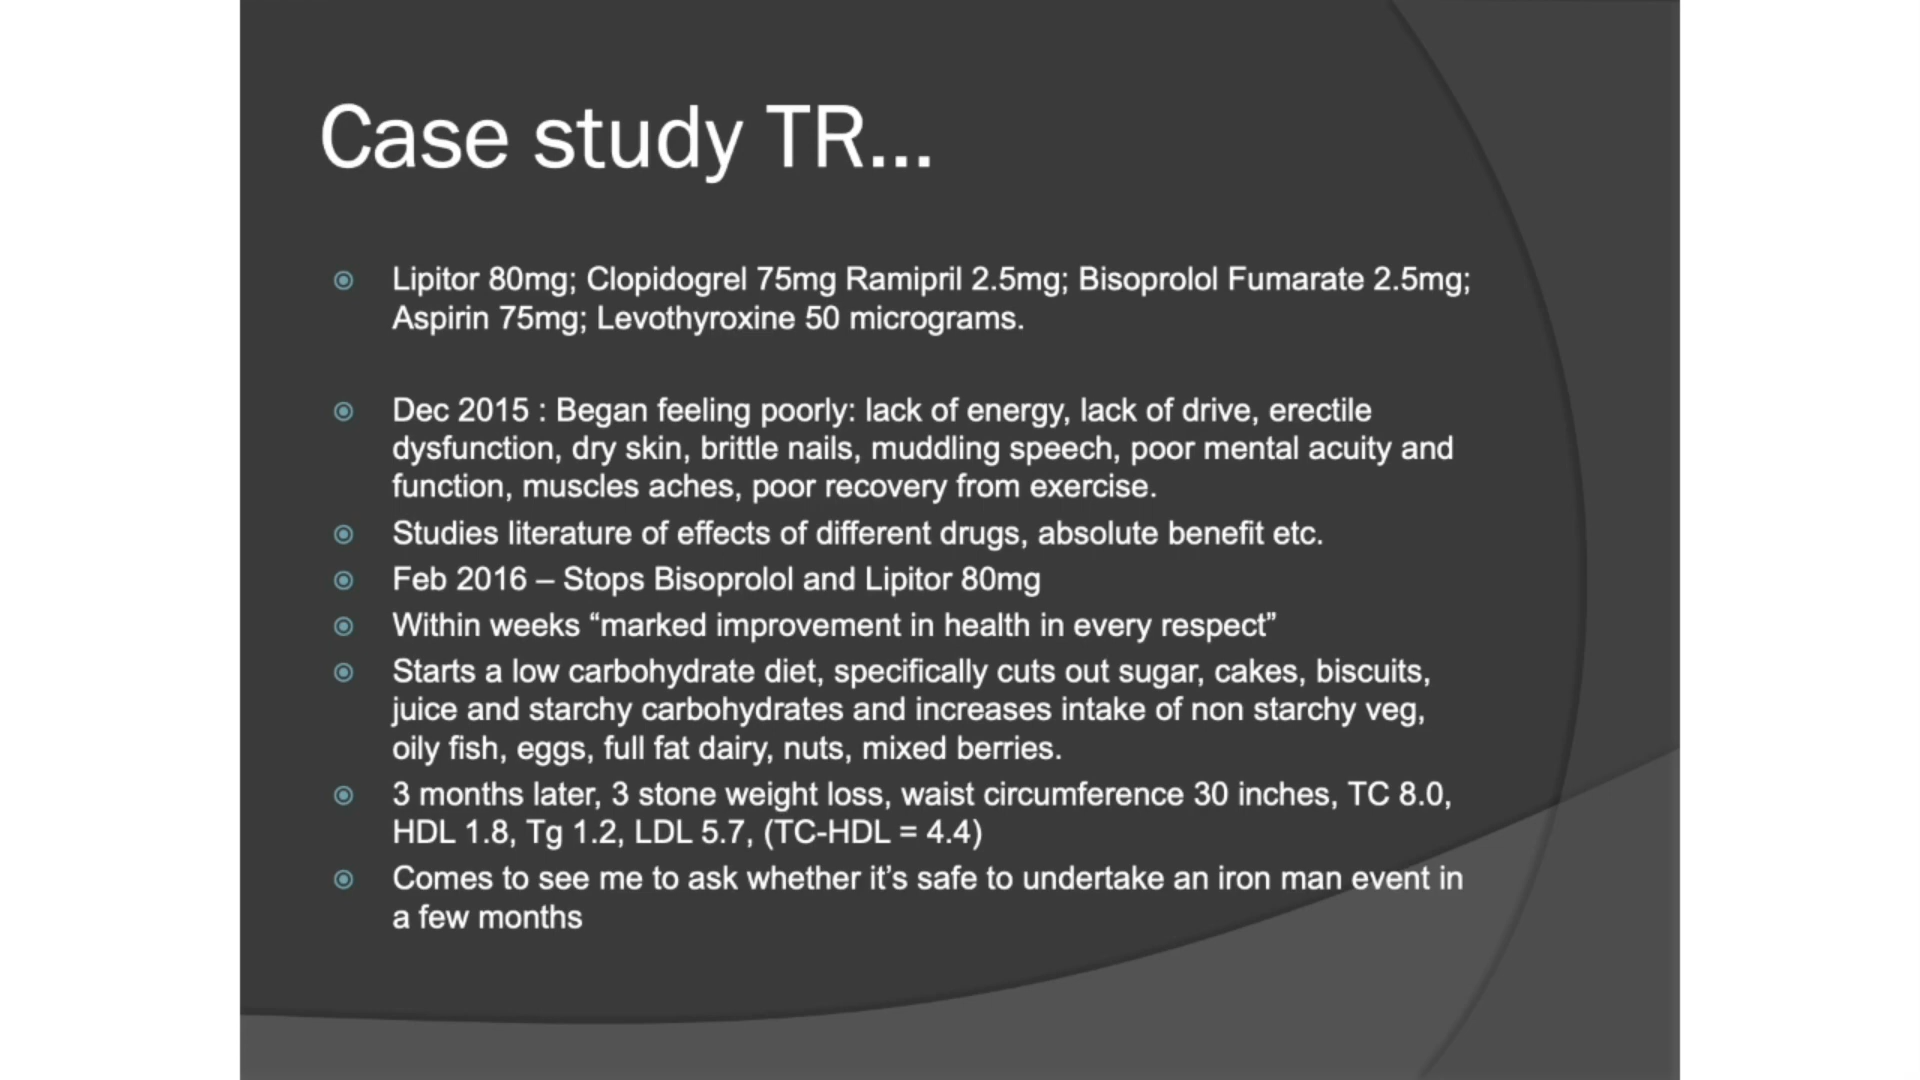 Case study TR...
Lipitor 80mg; Clopidogrel 75mg Ramipril 2.5mg; Bisoprolol Fumarate 2.5mg;
Aspirin 75mg; Levothyroxine 50 micrograms.
Dec 2015 : Began feeling poorly: lack of energy, lack of drive, erectile
dysfunction, dry skin, brittle nails, muddling speech, poor mental acuity and
function, muscles aches, poor recovery from exercise.
Studies literature of effects of different drugs, absolute benefit etc.
Feb 2016 – Stops Bisoprolol and Lipitor 80mg
Within weeks “marked improvement in health in every respect”
Starts a low carbohydrate diet, specifically cuts out sugar, cakes, biscuits,
juice and starchy carbohydrates and increases intake of non starchy veg,
oily fish, eggs, full fat dairy, nuts, mixed berries.
3 months later, 3 stone weight loss, waist circumference 30 inches, TC 8.0,
HDL 1.8, Tg 1.2, LDL 5.7, (TC-HDL = 4.4)
Comes to see me to ask whether it’s safe to undertake an iron man event in
a few months